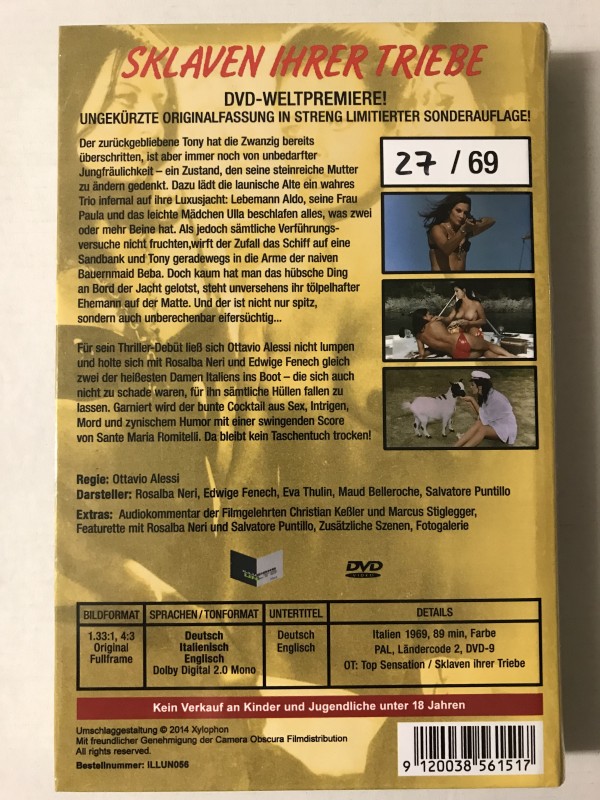 SKLAVEN IHRER TRIEBE
DVD-WELTPREMIERE!
UNGEKÜRZTE ORIGINALFASSUNG IN STRENG LIMITIERTER SONDERAUFLAGE!
Der zurückgebliebene Tony hat die Zwanzig bereits
überschritten, ist aber immer noch von unbedarfter
Jungfräulichkeit – ein Zustand, den seine steinreiche Mutter
zu ändern gedenkt. Dazu lädt die launische Alte ein wahres
Trio infernal auf ihre Luxusjacht: Lebemann Aldo, seine Frau
Paula und das leichte Mädchen Ulla beschlafen alles, was zwei
oder mehr Beine hat. Als jedoch sämtliche Verführungs-
versuche nicht fruchten,wirft der Zufall das Schiff auf eine
Sandbank und Tony geradewegs in die Arme der naiven
Bauernmaid Beba. Doch kaum hat man das hübsche Ding
an Bord der Jacht gelotst, steht unversehens ihr tölpelhafter
Ehemann auf der Matte. Und der ist nicht nur spitz,
sondern auch unberechenbar eifersüchtig...
Für sein Thriller-Debüt ließ sich Ottavio Alessi nicht lumpen
und holte sich mit Rosalba Neri und Edwige Fenech gleich
zwei der heißesten Damen Italiens ins Boot – die sich auch
nicht zu schade waren, für ihn sämtliche Hüllen fallen zu
lassen. Garniert wird der bunte Cocktail aus Sex, Intrigen,
Mord und zynischem Humor mit einer swingenden Score
von Sante Maria Romitelli. Da bleibt kein Taschentuch trocken!
27 / 69
Regie: Ottavio Alessi
Darsteller: Rosalba Neri, Edwige Fenech, Eva Thulin, Maud Belleroche, Salvatore Puntillo
Extras: Audiokommentar der Filmgelehrten Christian Keßler und Marcus Stiglegger,
Featurette mit Rosalba Neri und Salvatore Puntillo, Zusätzliche Szenen, Fotogalerie
DVD
VIDEO
BILDFORMAT SPRACHEN/TONFORMAT UNTERTITEL DETAILS
1.33:1, 4:3 Deutsch Deutsch Italien 1969, 89 min, Farbe
Original Italienisch Englisch PAL, Ländercode 2, DVD-9
Fullframe Englisch OT: Top Sensation / Sklaven ihrer Triebe
Dolby Digital 2.0 Mono
Kein Verkauf an Kinder und Jugendliche unter 18 Jahren
Umschlaggestaltung © 2014 Xylophon
Mit freundlicher Genehmigung der Camera Obscura Filmdistribution
All rights reserved.
Bestellnummer: ILLUN056
9 120038 561517